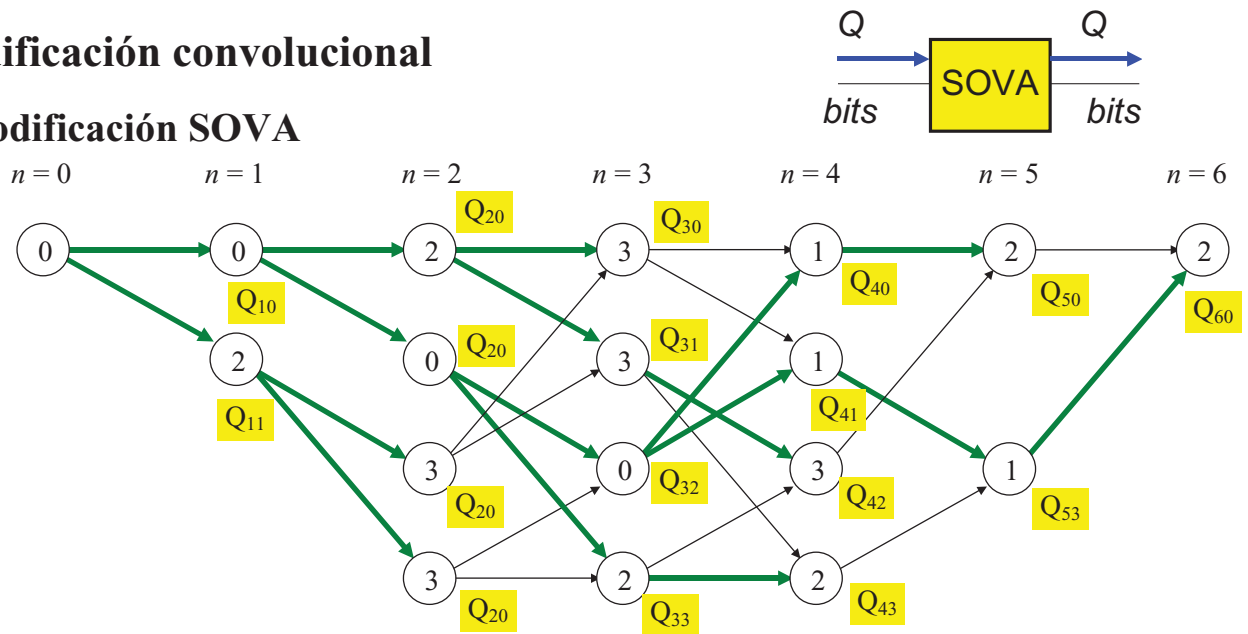 dificación convolucional
odificación SOVA
Q Q
SOVA
bits bits
n = 0 n = 1 n = 2 n = 3 n = 4 n = 5 n = 6
Q20 Q30
0 0 2 3 1 2 2
Q10 Q40 Q50 Q60
Q20 Q31
2 0 3 1
Q11 Q41
3 0 3 1
Q20 Q32 Q42 Q53
3 2 2
Q20 Q33 Q43